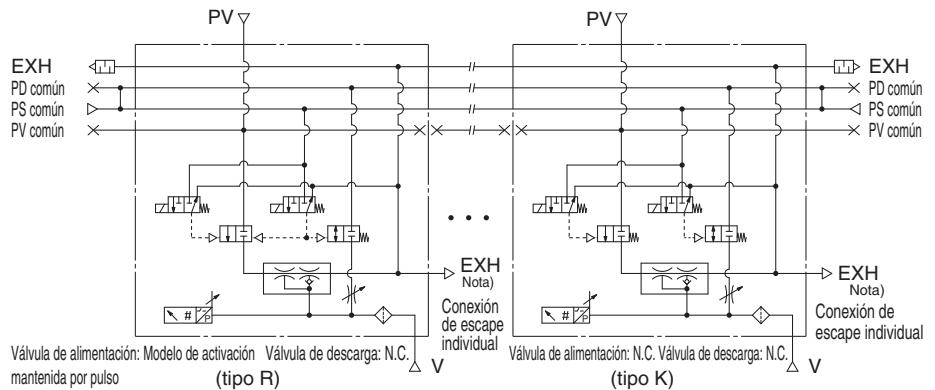 PV
PV
EXH
PD común
PS común
PV común
EXH
PD común
PS común
PV común
EXH
Nota)
Conexión
de escape
individual
EXH
Nota)
Conexión
de escape
individual
#
P
#
P
V
V
Válvula de alimentación: Modelo de activación
mantenida por pulso
Válvula de descarga: N.C.
(tipo R)
Válvula de alimentación: N.C. Válvula de descarga: N.C.
(tipo K)